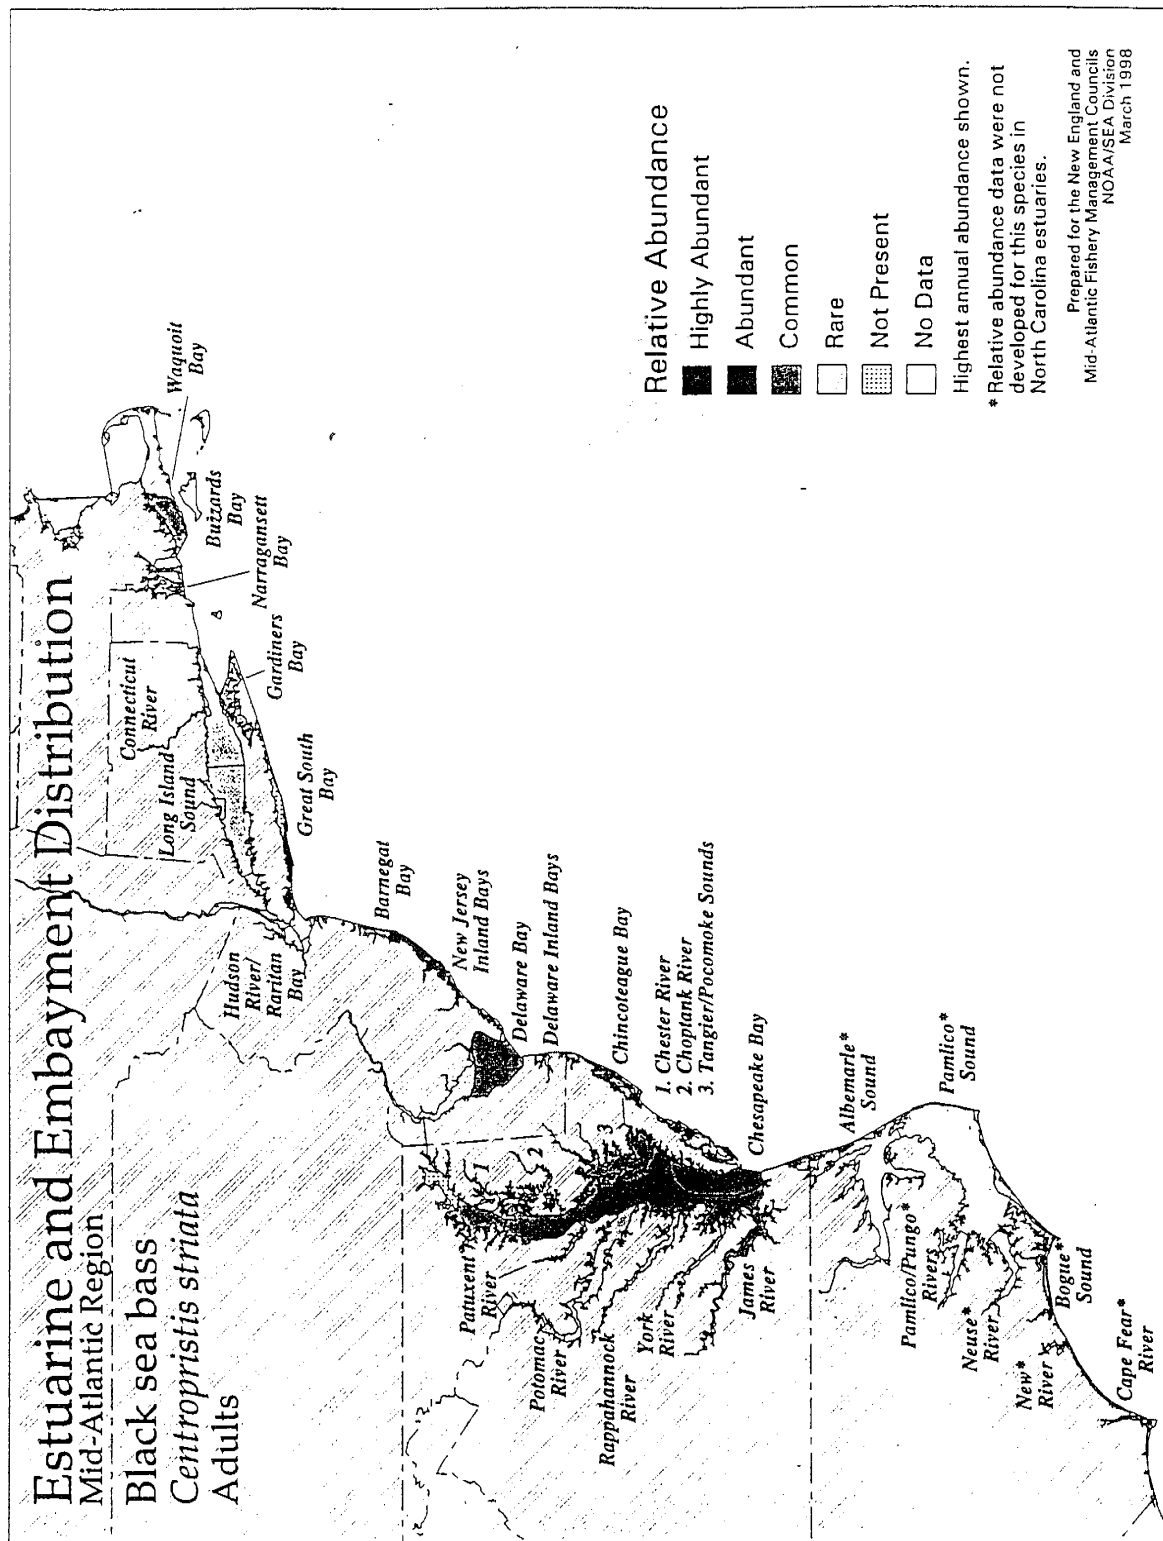 Estuarine and Embayment Distribution
Mid-Atlantic Region
Black sea bass
Centropristis striata
Adults
Waquoit
Bay
Buzzards
Bay
Narragansett
Bay
Connecticut
River
Gardiners
Bay
Long Island
Sound
Great South
Bay
Hudson
River/
Raritan
Bay
Barnegat
Bay
New Jersey
Inland Bays
Delaware Bay
Delaware Inland Bays
Chincoteague Bay
1. Chester River
2. Choptank River
3. Tangier/Pocomoke Sounds
Chesapeake Bay
1
2
3
Patuxent
River
Potomac
River
Rappahannock
River
York
River
James
River
Albemarle*
Sound
Pamlico*
Sound
Pamlico/Pungo*
Rivers
Neuse*
River
New*
River
Bogue*
Sound
Cape Fear*
River
Relative Abundance
Highly Abundant
Abundant
Common
Rare
Not Present
No Data
Highest annual abundance shown.
*Relative abundance data were not
developed for this species in
North Carolina estuaries.
Prepared for the New England and
Mid-Atlantic Fishery Management Councils
NOAA/SEA Division
March 1998